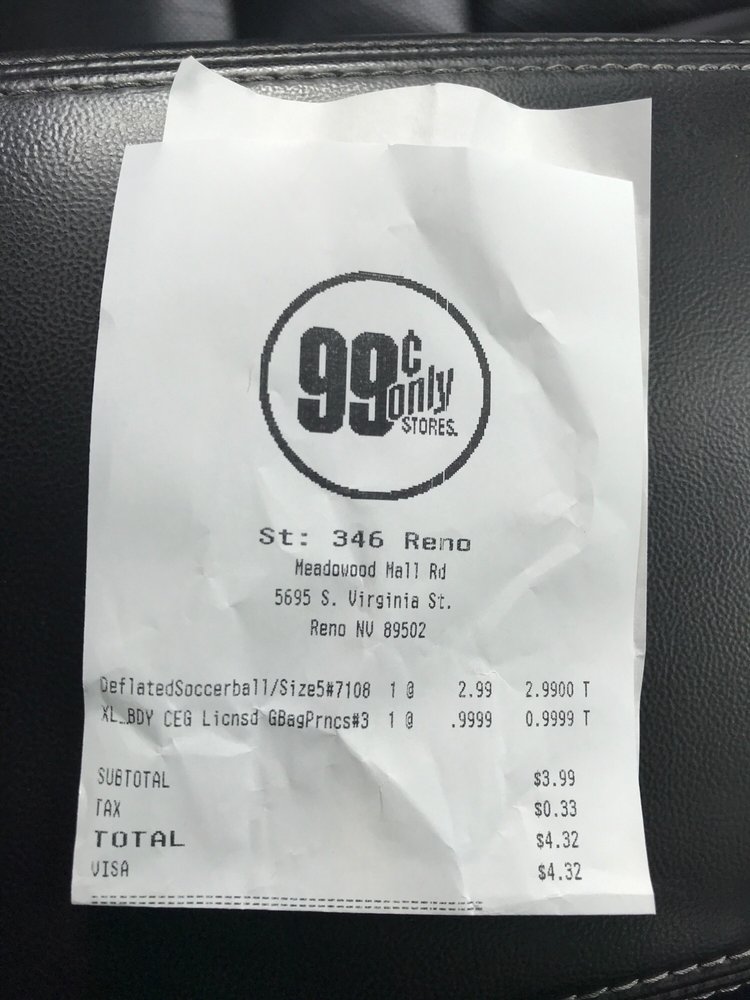 99¢ only
STORES.
St: 346 Reno
Meadowood Mall Rd
5695 S. Virginia St.
Reno NV 89502
DeflatedSoccerball/Size5#7108 1 @ 2.99 2.9900 T
XL_BDY CEG Licnsd GBagPrncs#3 1 @ .9999 0.9999 T
SUBTOTAL $3.99
TAX $0.33
TOTAL $4.32
VISA $4.32